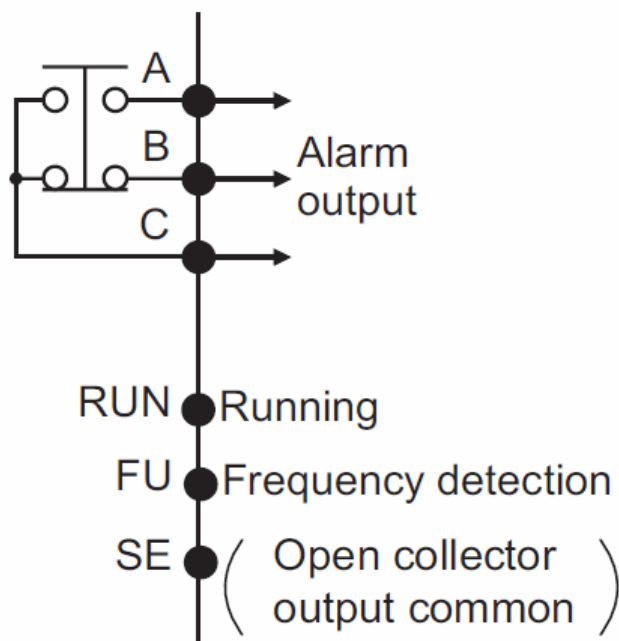 A
B
Alarm
output
C
RUN Running
FU Frequency detection
SE ( Open collector
output common )